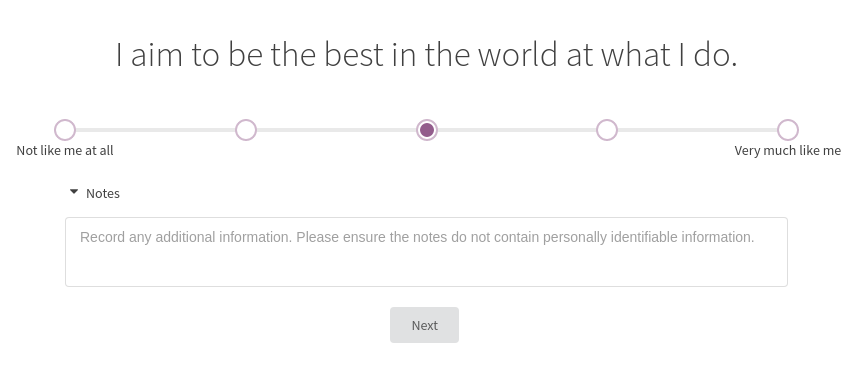 I aim to be the best in the world at what I do.
Not like me at all
Very much like me
Notes
Record any additional information. Please ensure the notes do not contain personally identifiable information.
Next